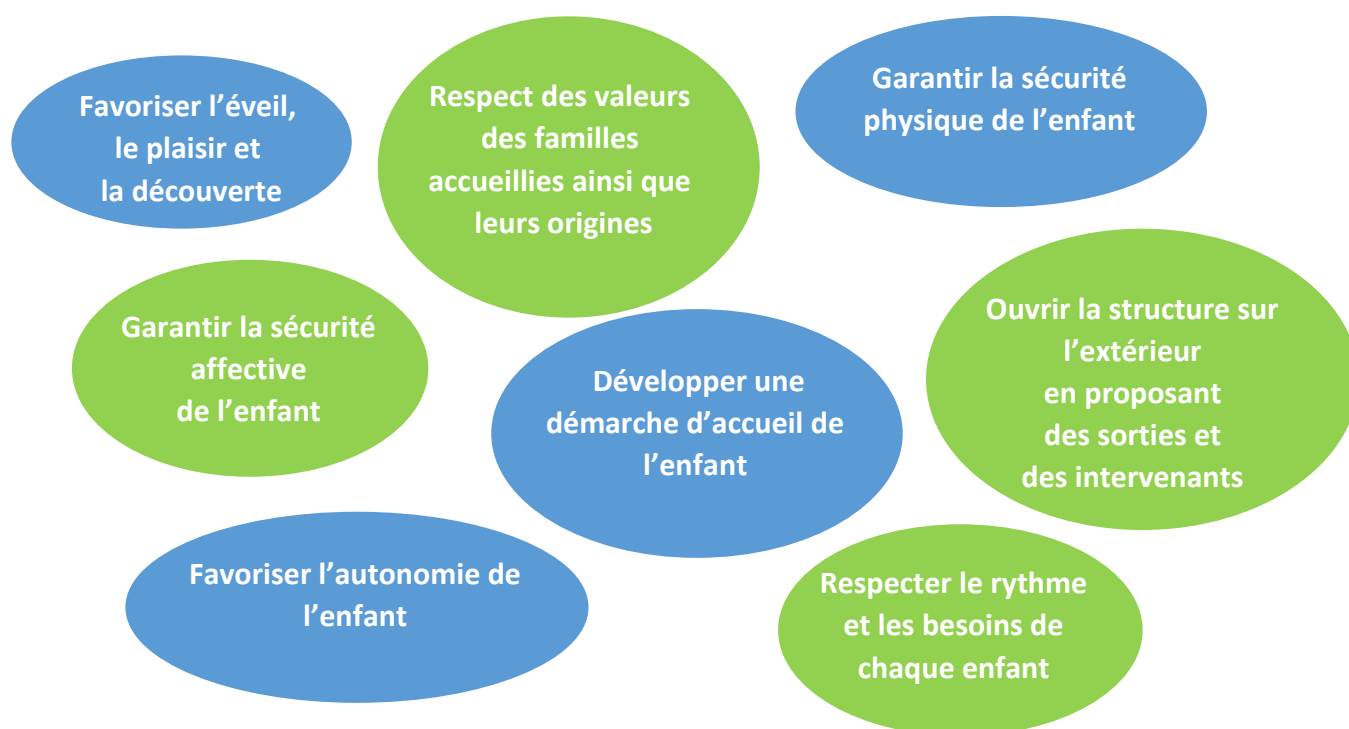 Favoriser l’éveil,
le plaisir et
la découverte
Respect des valeurs
des familles
accueillies ainsi que
leurs origines
Garantir la sécurité
physique de l’enfant
Garantir la sécurité
affective
de l’enfant
Développer une
démarche d’accueil de
l’enfant
Ouvrir la structure sur
l’extérieur
en proposant
des sorties et
des intervenants
Favoriser l’autonomie de
l’enfant
Respecter le rythme
et les besoins de
chaque enfant